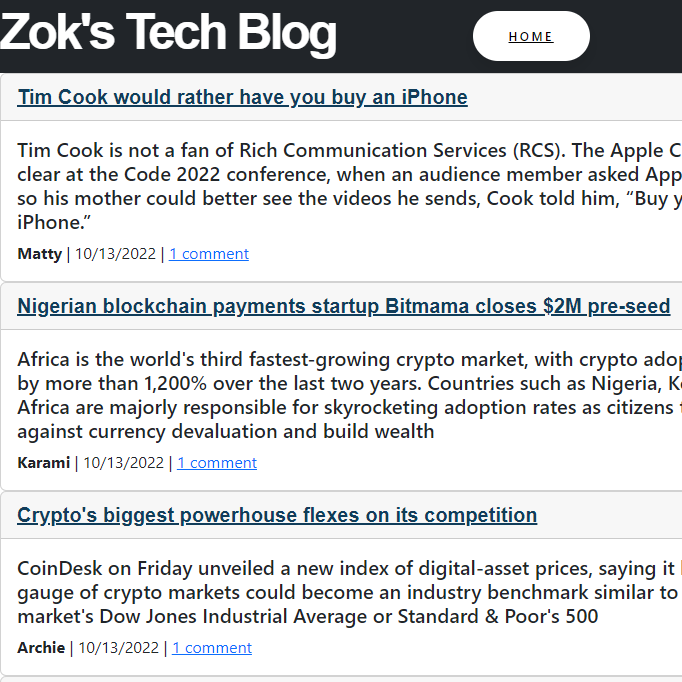 Zok's Tech Blog
HOME
Tim Cook would rather have you buy an iPhone
Tim Cook is not a fan of Rich Communication Services (RCS). The Apple C
clear at the Code 2022 conference, when an audience member asked App
so his mother could better see the videos he sends, Cook told him, “Buy y
iPhone.”
Matty | 10/13/2022 | 1 comment
Nigerian blockchain payments startup Bitmama closes $2M pre-seed
Africa is the world's third fastest-growing crypto market, with crypto adop
by more than 1,200% over the last two years. Countries such as Nigeria, Ke
Africa are majorly responsible for skyrocketing adoption rates as citizens
against currency devaluation and build wealth
Karami | 10/13/2022 | 1 comment
Crypto's biggest powerhouse flexes on its competition
CoinDesk on Friday unveiled a new index of digital-asset prices, saying it
gauge of crypto markets could become an industry benchmark similar to
market's Dow Jones Industrial Average or Standard & Poor's 500
Archie | 10/13/2022 | 1 comment